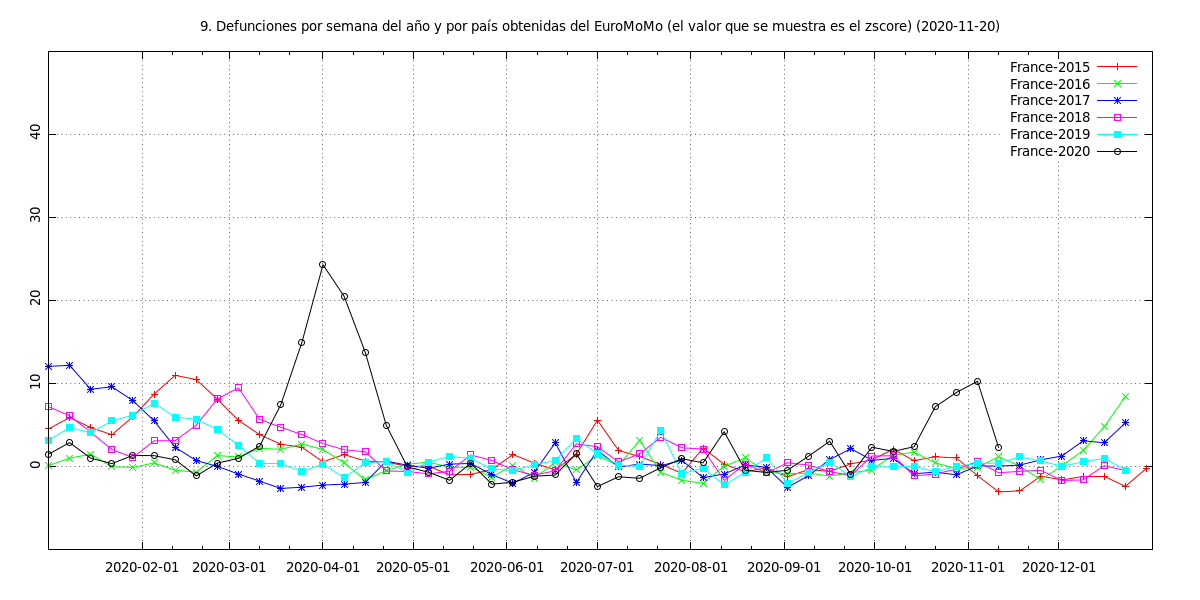 9. Defunciones por semana del año y por país obtenidas del EuroMoMo (el valor que se muestra es el zscore) (2020-11-20)
France-2015
France-2016
France-2017
France-2018
France-2019
France-2020
40
30
20
10
0
2020-02-01 2020-03-01 2020-04-01 2020-05-01 2020-06-01 2020-07-01 2020-08-01 2020-09-01 2020-10-01 2020-11-01 2020-12-01